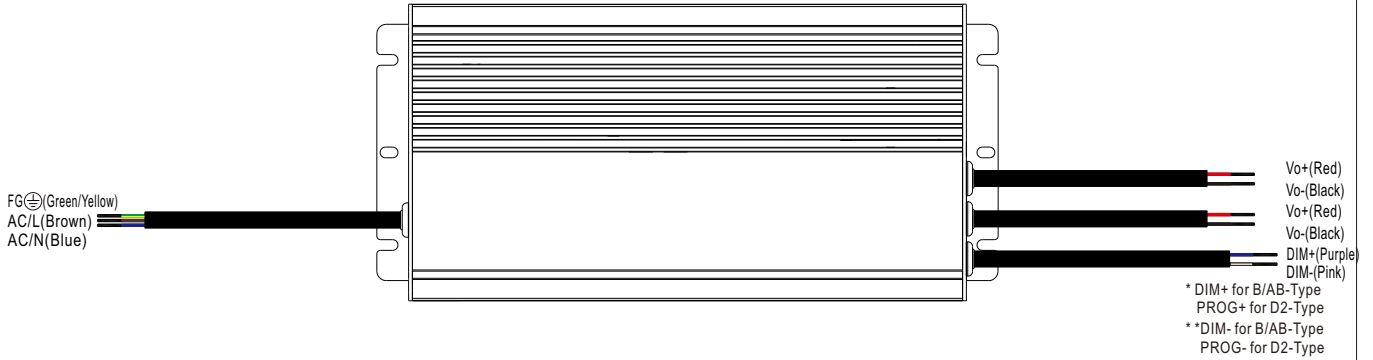 FG⏚(Green/Yellow)
AC/L(Brown)
AC/N(Blue)
Vo+(Red)
Vo-(Black)
Vo+(Red)
Vo-(Black)
DIM+(Purple)
DIM-(Pink)
* DIM+ for B/AB-Type
PROG+ for D2-Type
* *DIM- for B/AB-Type
PROG- for D2-Type